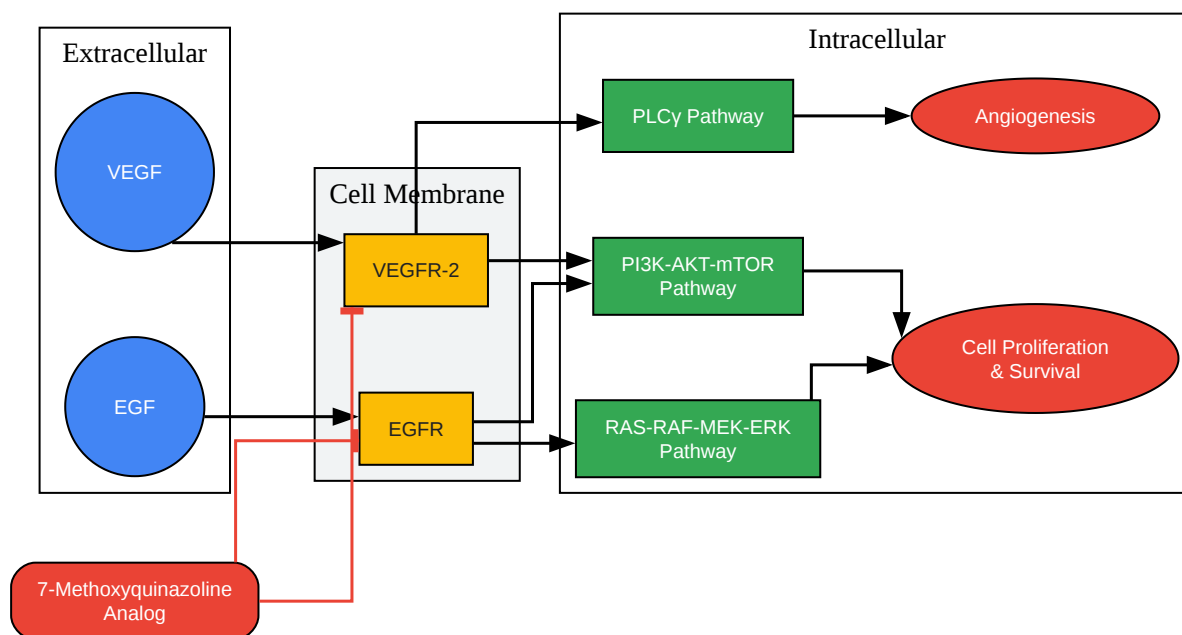 Extracellular
VEGF
EGF
7-Methoxyquinazoline
Analog
Cell Membrane
VEGFR-2
EGFR
Intracellular
PLCγ Pathway
Angiogenesis
PI3K-AKT-mTOR
Pathway
Cell Proliferation
& Survival
RAS-RAF-MEK-ERK
Pathway